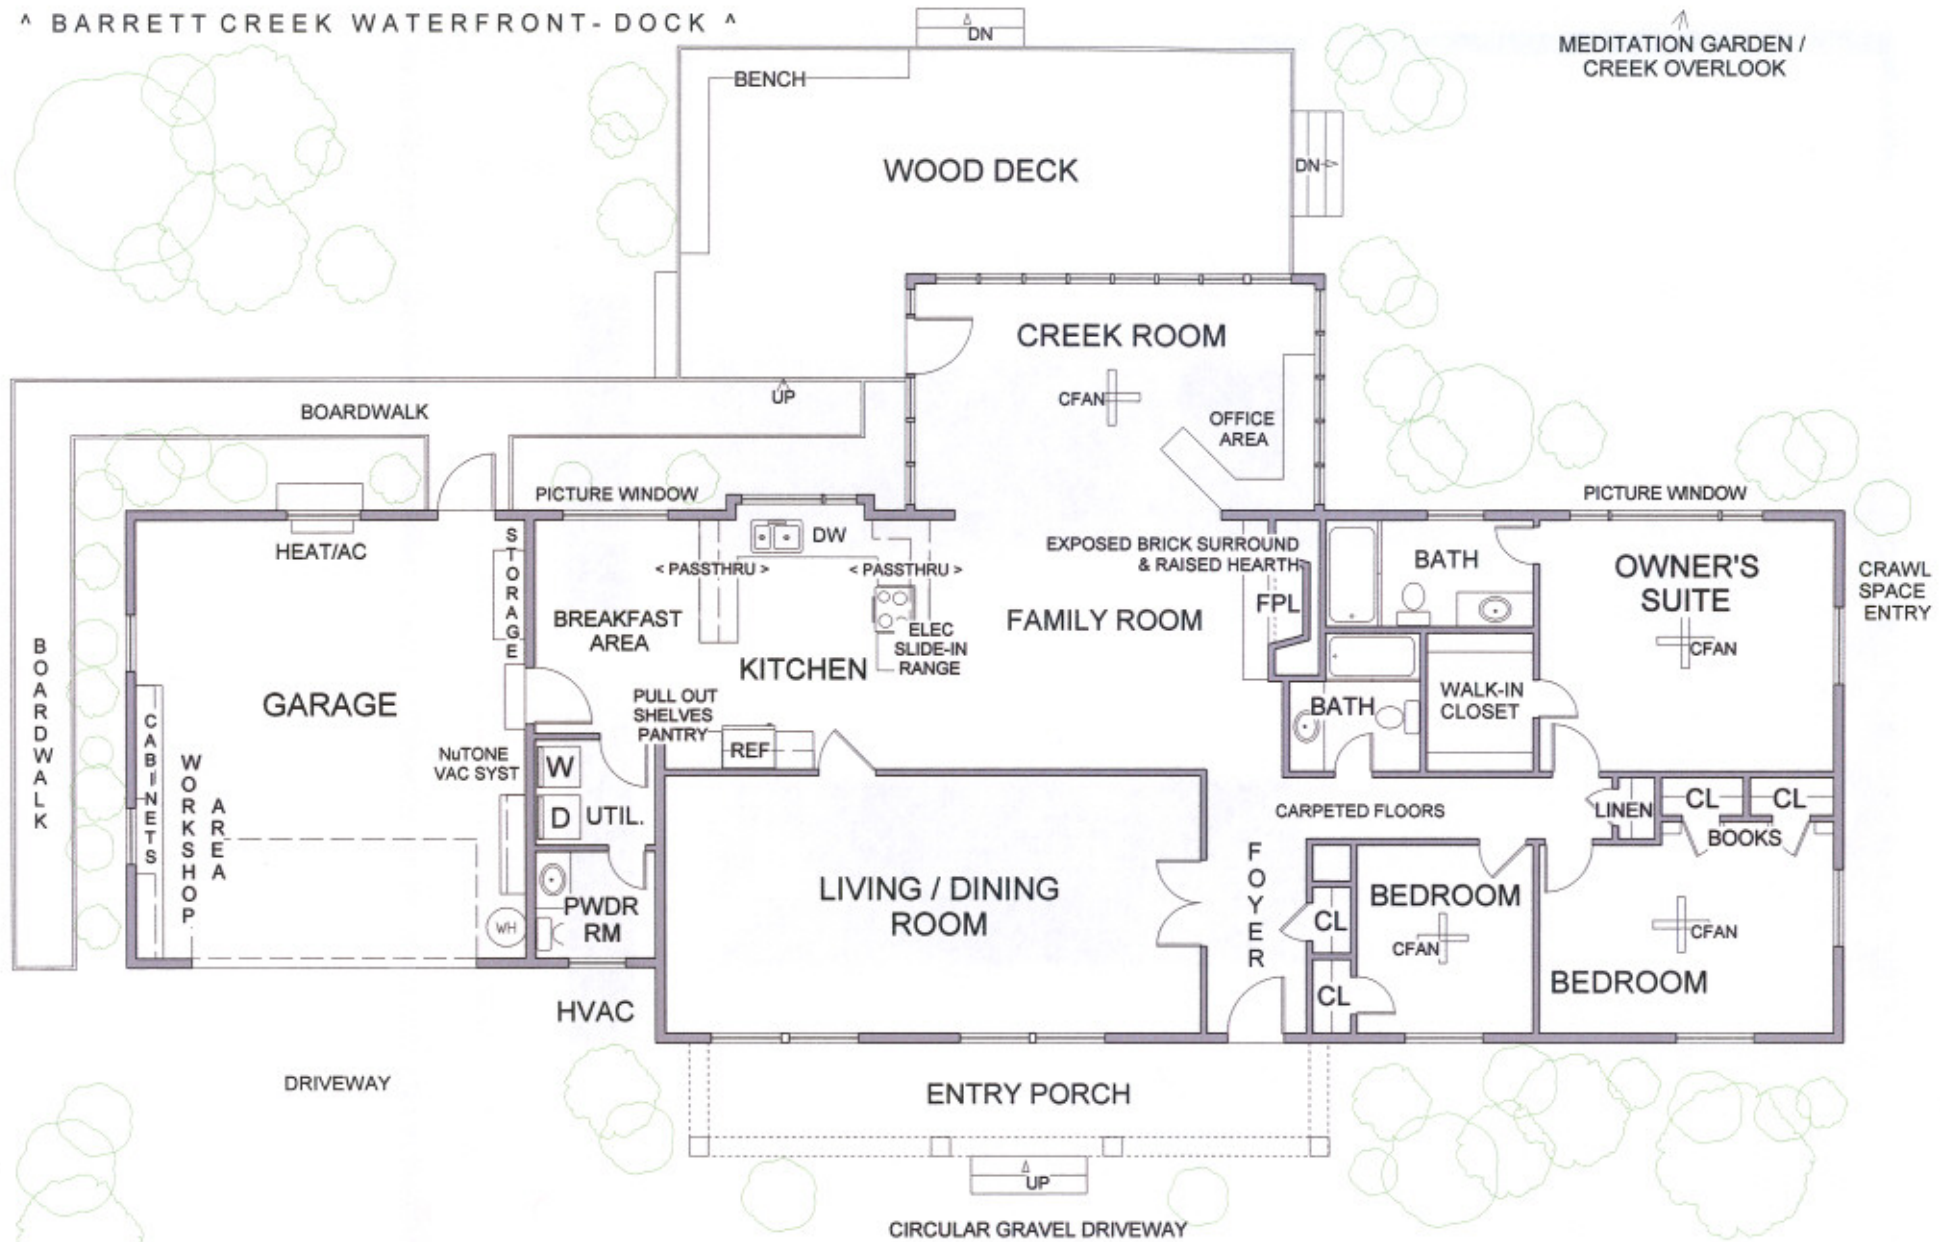 ^ BARRETT CREEK WATERFRONT- DOCK ^
DN
MEDITATION GARDEN /
CREEK OVERLOOK
BENCH
WOOD DECK
DN
CREEK ROOM
CFAN
OFFICE
AREA
UP
BOARDWALK
PICTURE WINDOW
PICTURE WINDOW
HEAT/AC
STORAGE
DW
< PASSTHRU >
< PASSTHRU >
EXPOSED BRICK SURROUND
& RAISED HEARTH
FPL
BATH
OWNER'S
SUITE
CFAN
CRAWL
SPACE
ENTRY
BREAKFAST
AREA
FAMILY ROOM
ELEC
SLIDE-IN
RANGE
KITCHEN
BOARDWALK
GARAGE
PULL OUT
SHELVES
PANTRY
REF
BATH
WALK-IN
CLOSET
CABINETS
WORKSHOP
AREA
NuTONE
VAC SYST
W
D
UTIL.
CARPETED FLOORS
LINEN
CL
CL
BOOKS
LIVING / DINING
ROOM
FOYER
CL
BEDROOM
CFAN
CFAN
PWDR
RM
WH
CL
BEDROOM
HVAC
DRIVEWAY
ENTRY PORCH
UP
CIRCULAR GRAVEL DRIVEWAY